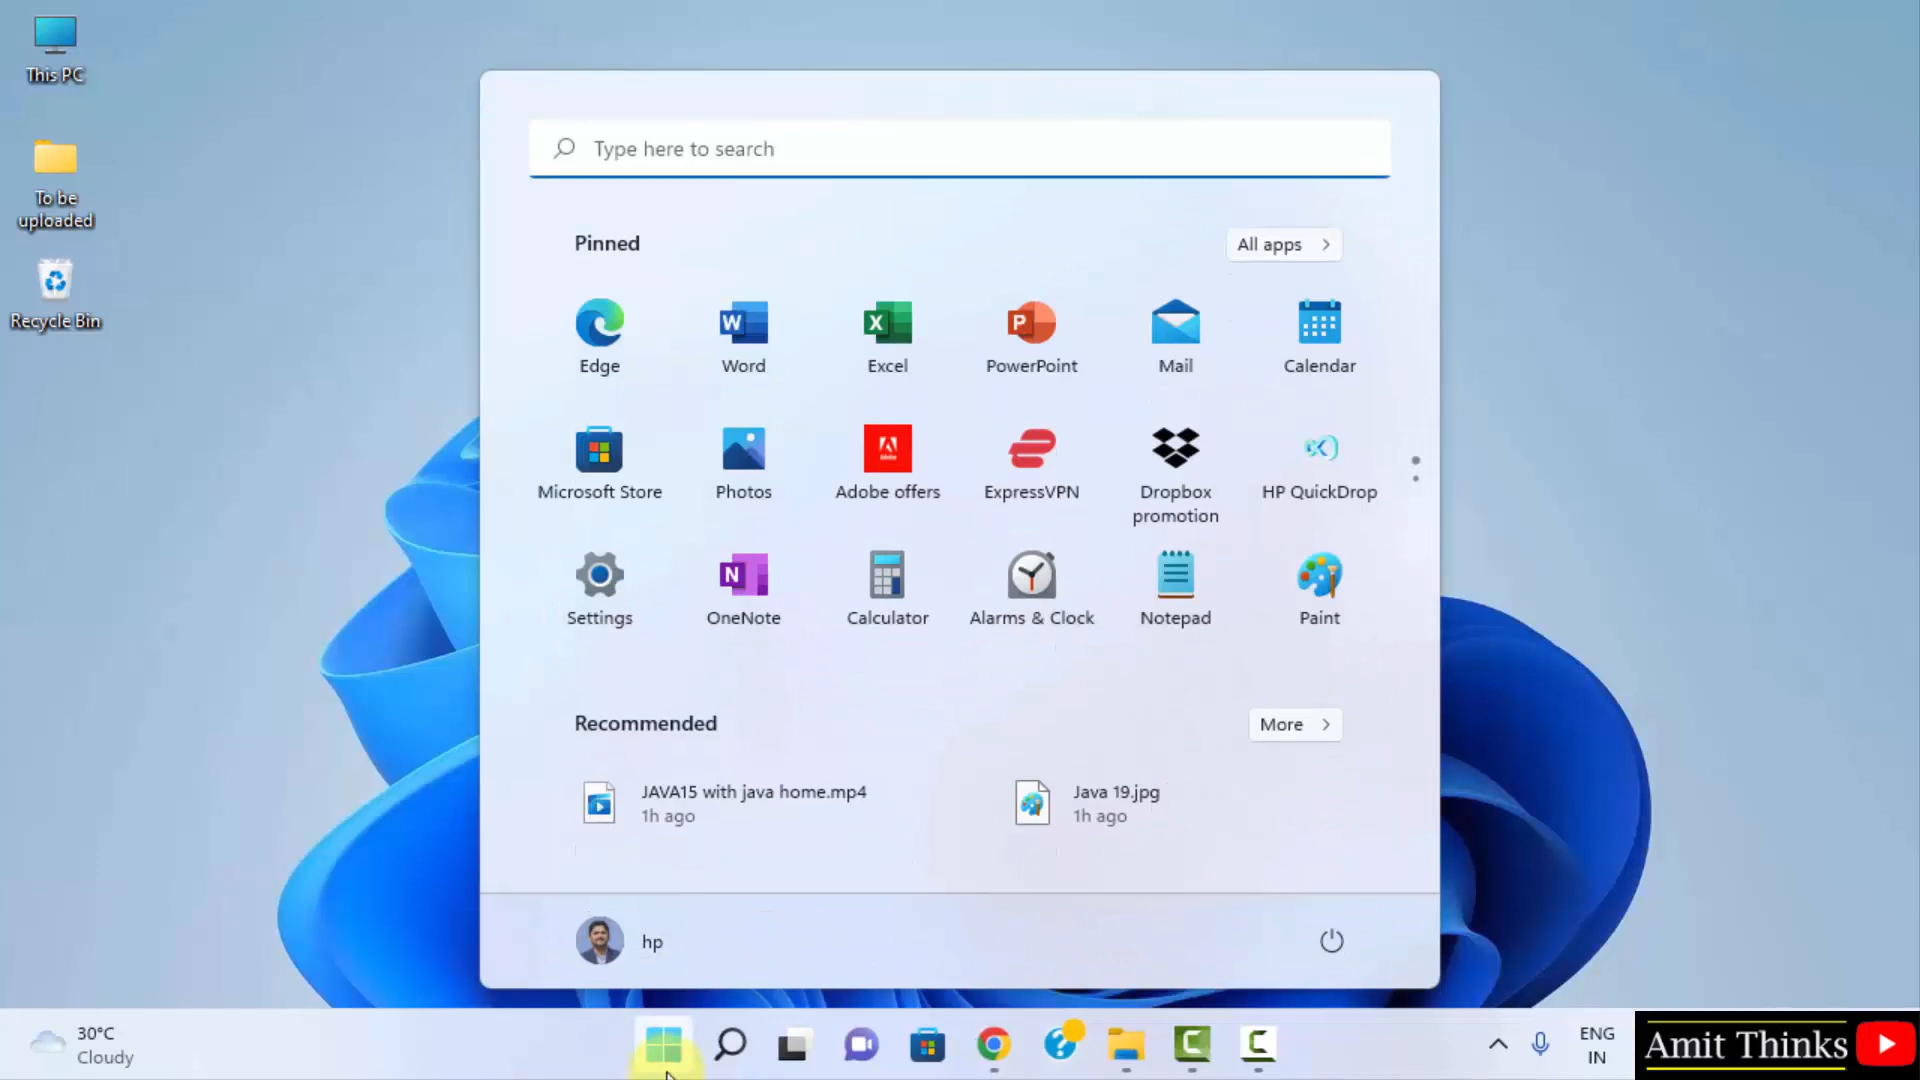 This PC
To be
uploaded
Recycle Bin
Type here to search
Pinned
All apps
Edge
Word
Excel
PowerPoint
Mail
Calendar
Microsoft Store
Photos
Adobe offers
ExpressVPN
Dropbox
promotion
HP QuickDrop
Settings
OneNote
Calculator
Alarms & Clock
Notepad
Paint
Recommended
More
JAVA15 with java home.mp4
1h ago
Java 19.jpg
1h ago
hp
30°C
Cloudy
ENG
IN
Amit Thinks